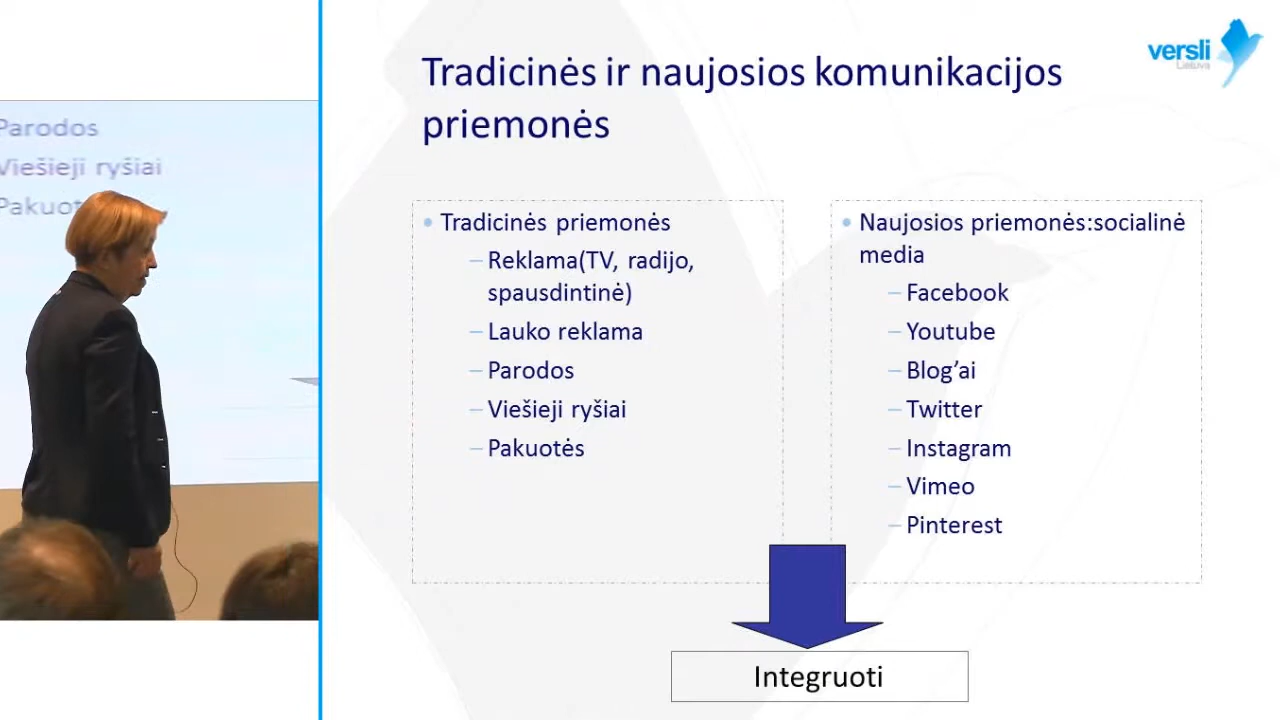 Parodos
Viešieji ryšiai
Tradicinės ir naujosios komunikacijos
priemonės
versli
Lietuva
• Tradicinės priemonės
– Reklama(TV, radijo,
spausdintinė)
– Lauko reklama
– Parodos
– Viešieji ryšiai
– Pakuotės
• Naujosios priemonės:socialinė
media
– Facebook
– Youtube
– Blog’ai
– Twitter
– Instagram
– Vimeo
– Pinterest
Integruoti